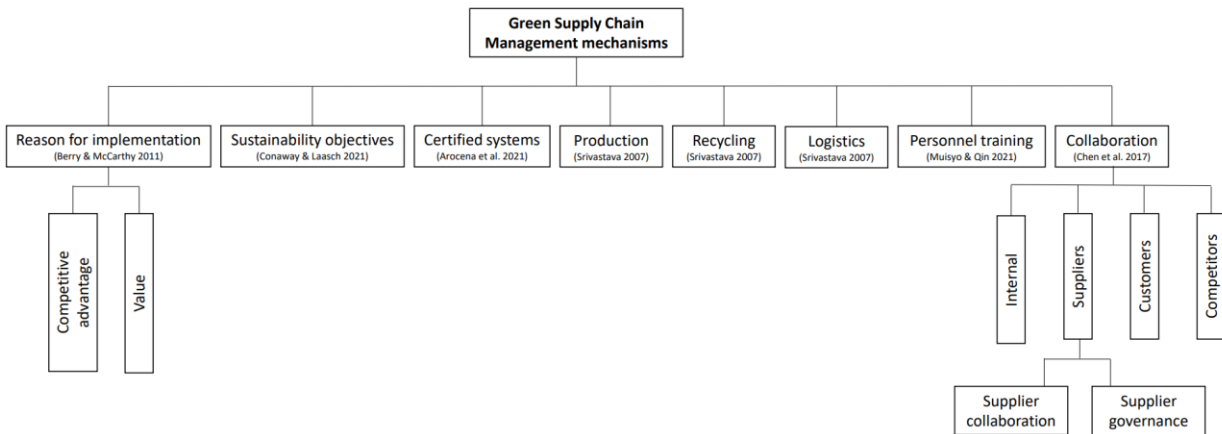 Green Supply Chain
Management mechanisms
Reason for implementation
(Berry & McCarthy 2011)
Sustainability objectives
(Conaway & Laasch 2021)
Certified systems
(Arocena et al. 2021)
Production
(Srivastava 2007)
Recycling
(Srivastava 2007)
Logistics
(Srivastava 2007)
Personnel training
(Muisyo & Qin 2021)
Collaboration
(Chen et al. 2017)
Competitive
advantage
Value
Internal
Suppliers
Customers
Competitors
Supplier
collaboration
Supplier
governance